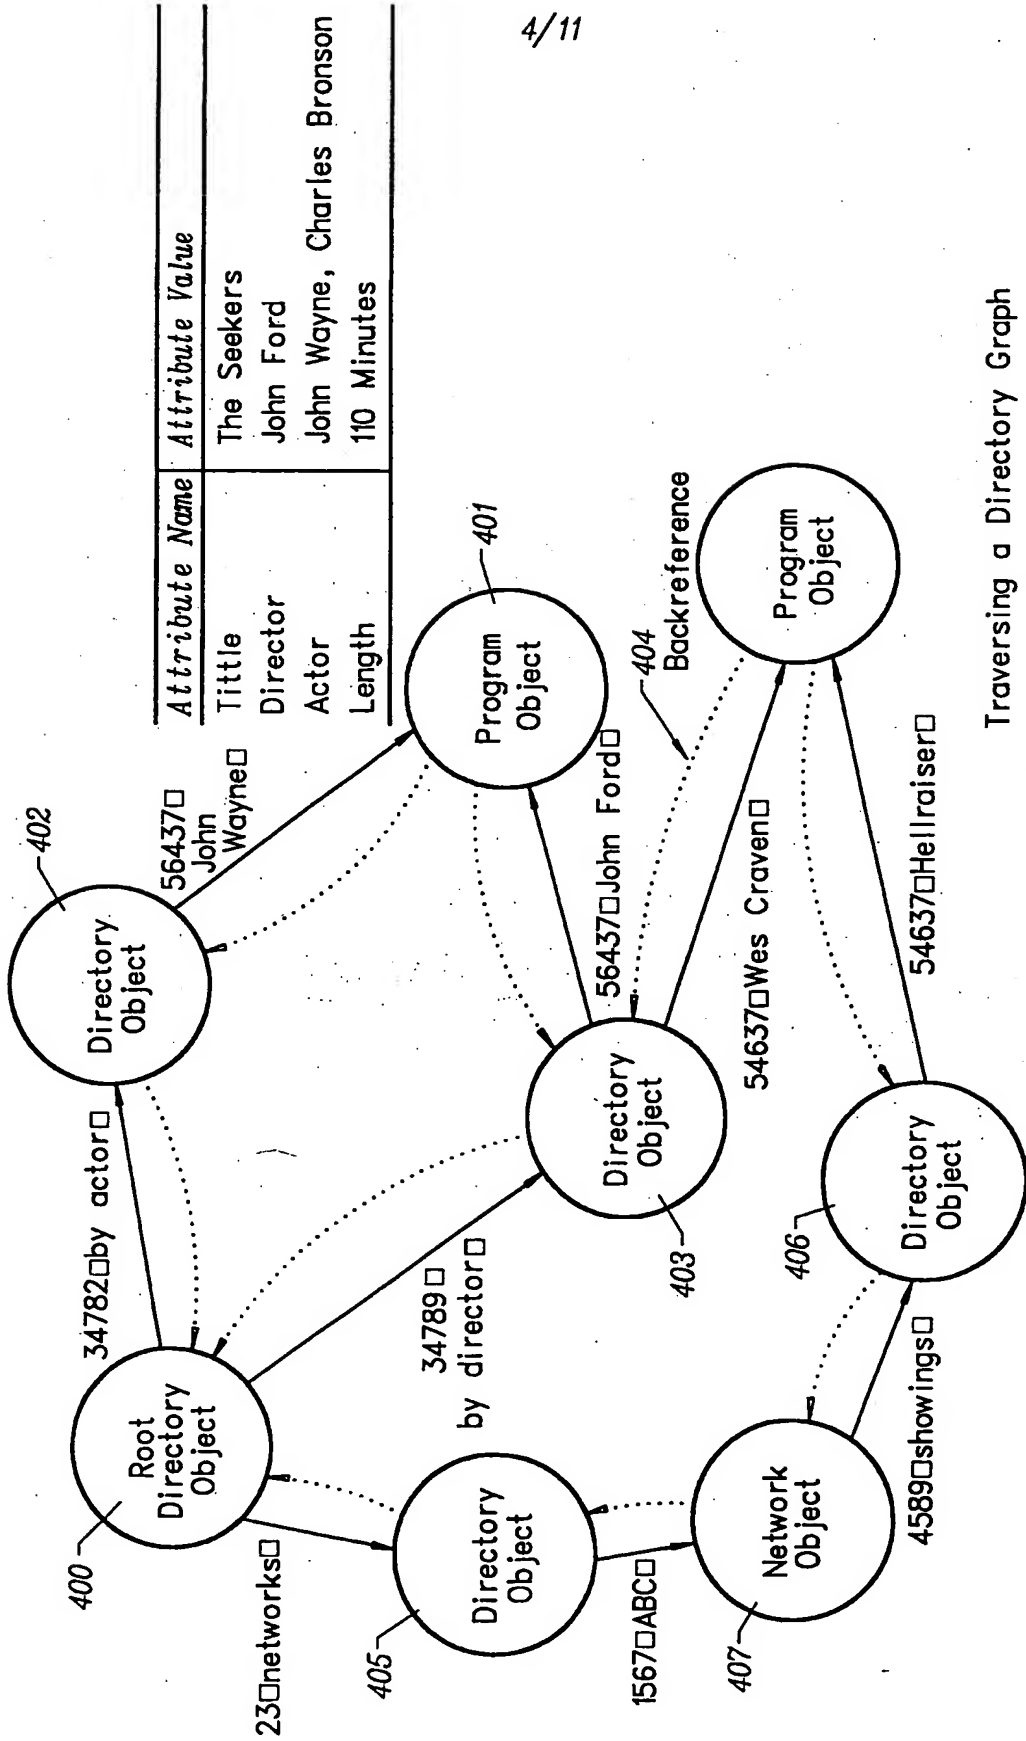 4/11
Attribute Name Attribute Value
Tittle The Seekers
Director John Ford
Actor John Wayne, Charles Bronson
Length 110 Minutes
402
Directory
Object
56437□
John
Wayne□
34782□by actor□
400
Root
Directory
Object
401
Program
Object
34789□
by director□
403
Directory
Object
56437□John Ford□
404
Backreference
23□networks□
405
Directory
Object
54637□Wes Craven□
Program
Object
1567□ABC□
407
Network
Object
406
Directory
Object
4589□showings□
54637□Hellraiser□
Traversing a Directory Graph